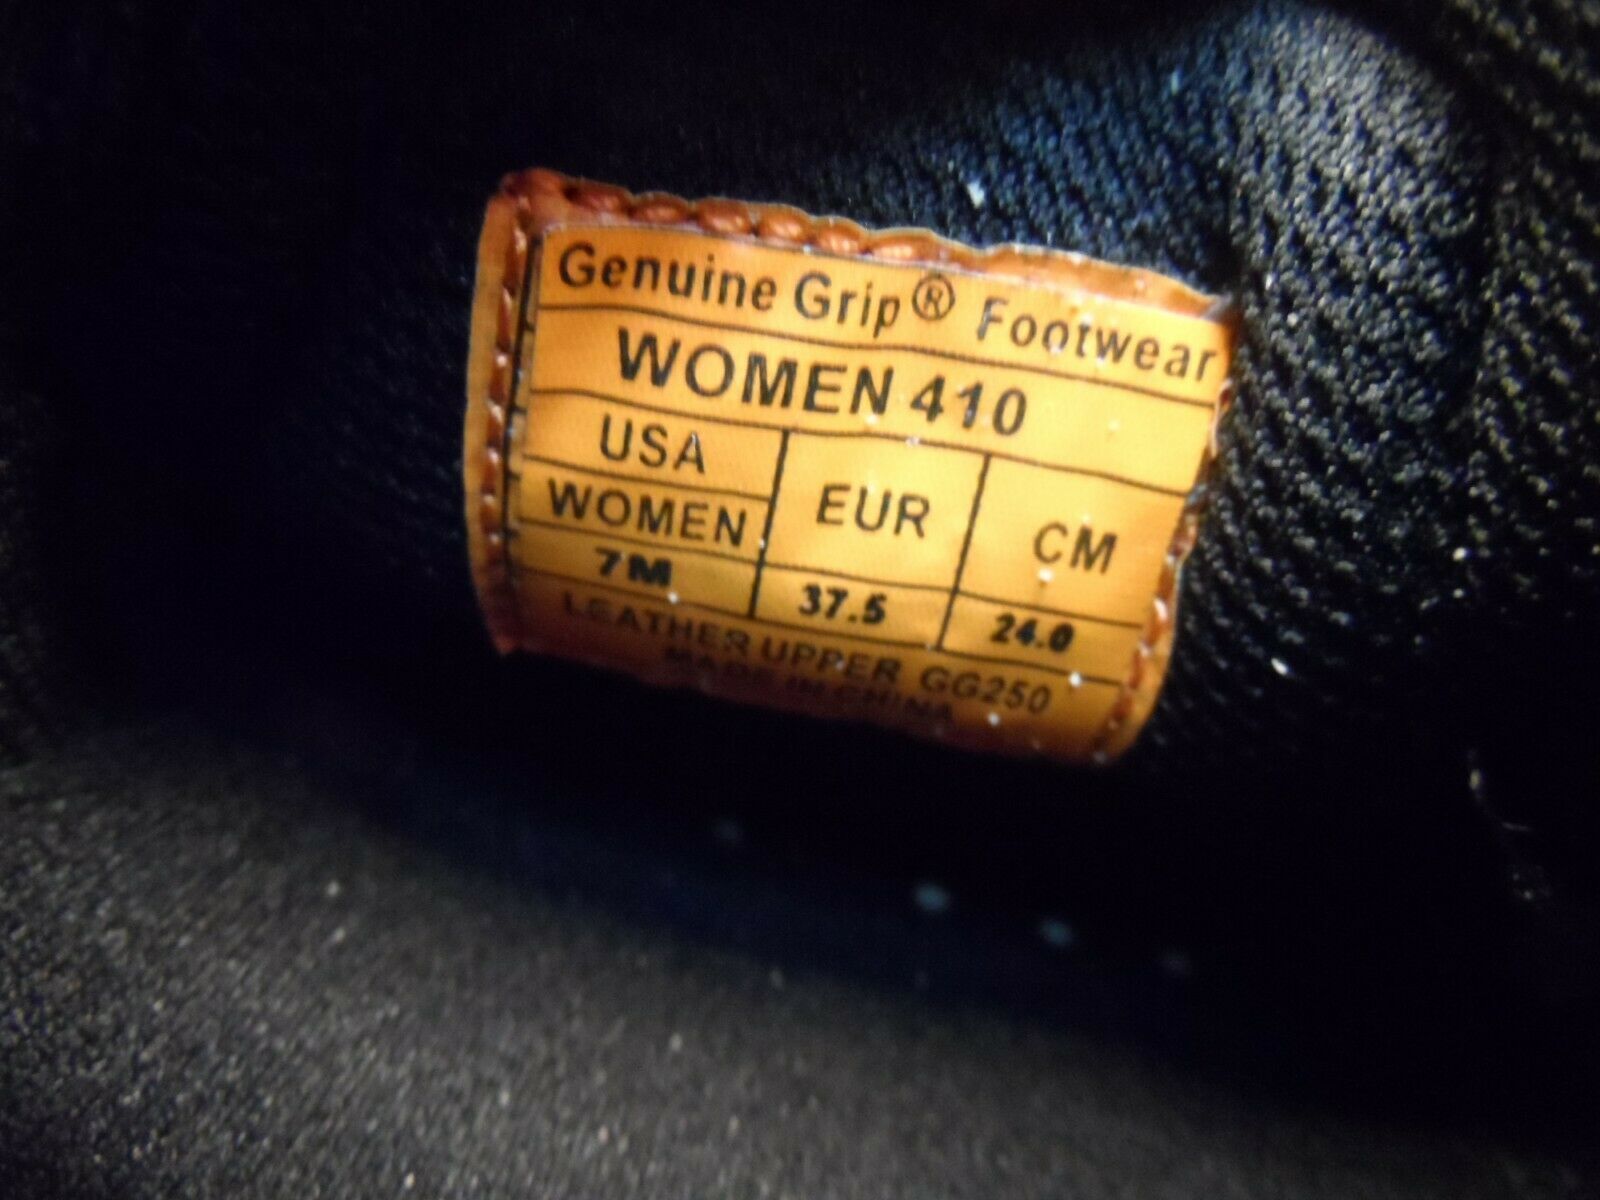 Genuine Grip® Footwear
WOMEN 410
USA
WOMEN
7M
EUR
37.5
CM
24.0
LEATHER UPPER GG250
MADE IN CHINA